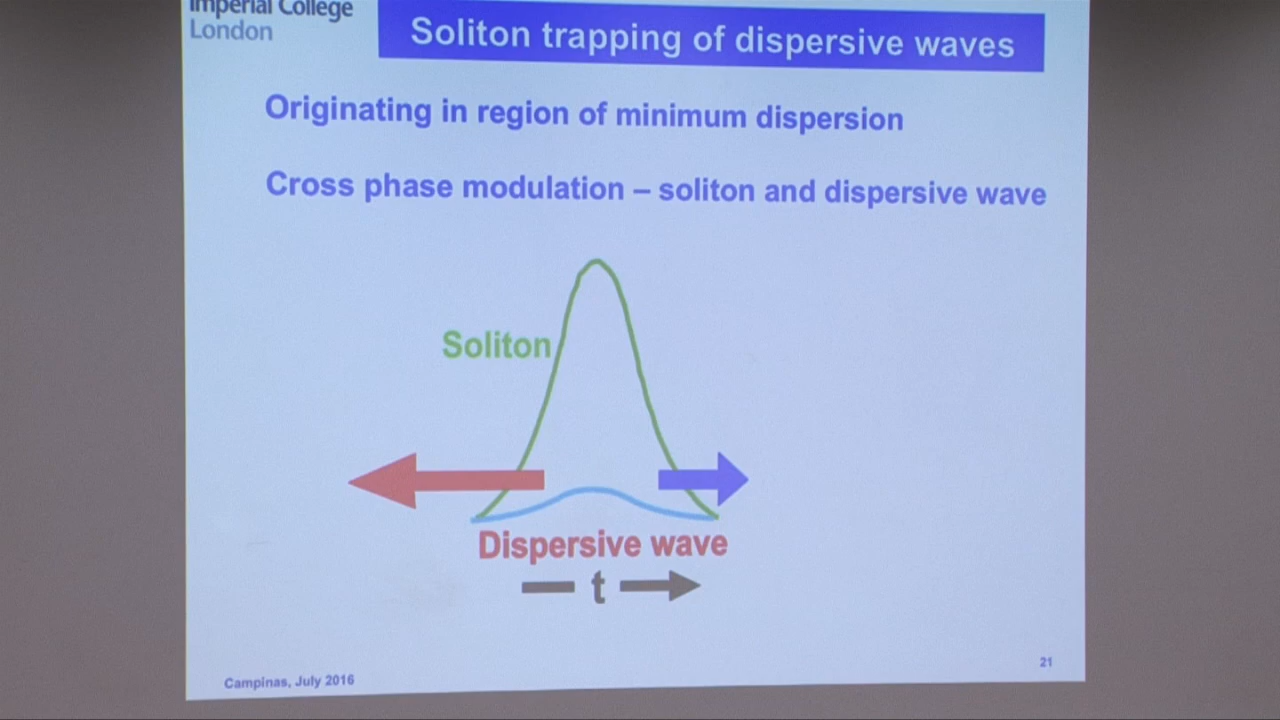 Imperial College
London
Soliton trapping of dispersive waves
Originating in region of minimum dispersion
Cross phase modulation – soliton and dispersive wave
Soliton
Dispersive wave
t
Campinas, July 2016
21